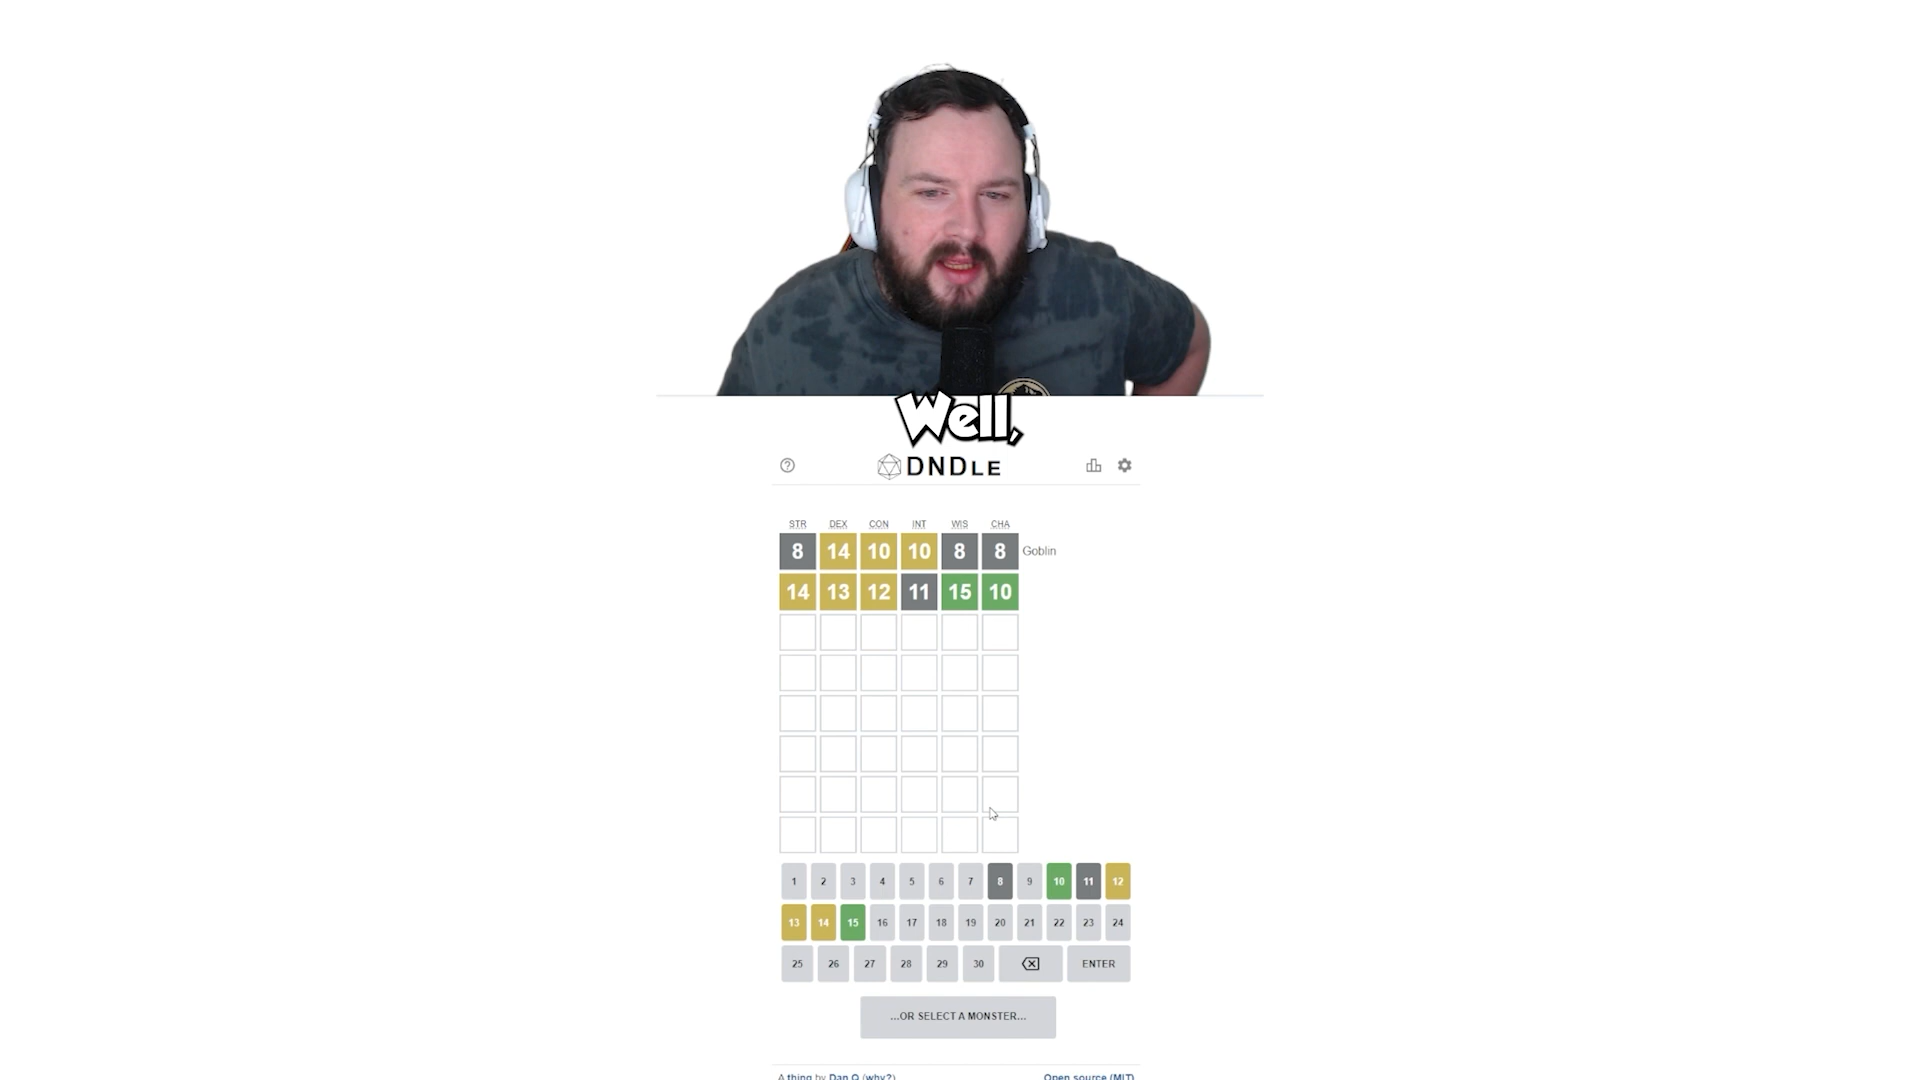 Well,
DNDLE
STR DEX CON INT WIS CHA
8 14 10 10 8 8 Goblin
14 13 12 11 15 10
1 2 3 4 5 6 7 8 9 10 11 12
13 14 15 16 17 18 19 20 21 22 23 24
25 26 27 28 29 30 ENTER
...OR SELECT A MONSTER...
A thing by Dan Q (why?) Open source (MIT)